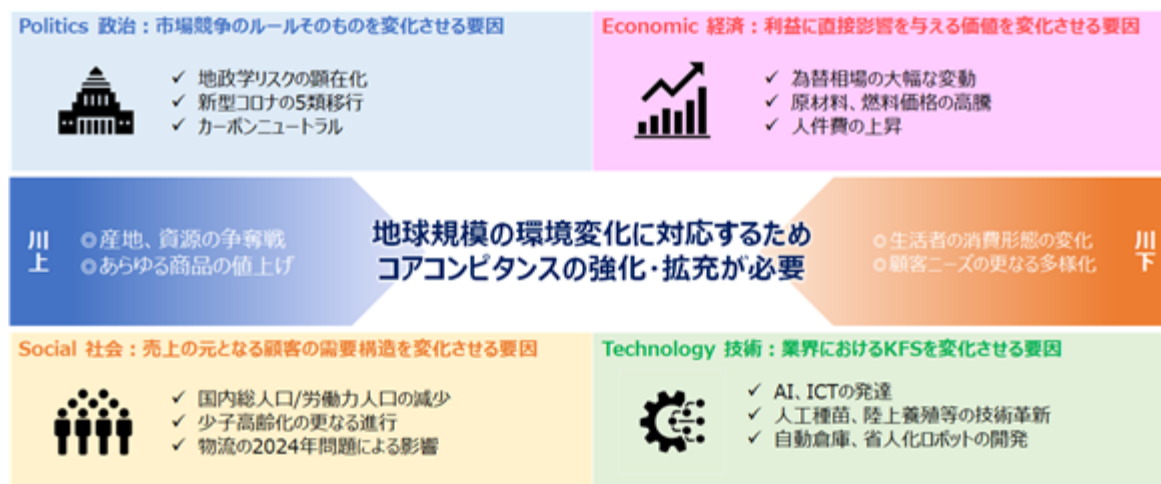 Politics 政治：市場競争のルールそのものを変化させる要因
✓ 地政学リスクの顕在化
✓ 新型コロナの5類移行
✓ カーボンニュートラル
Economic 経済：利益に直接影響を与える価値を変化させる要因
✓ 為替相場の大幅な変動
✓ 原材料、燃料価格の高騰
✓ 人件費の上昇
川上
◎産地、資源の争奪戦
◎あらゆる商品の値上げ
地球規模の環境変化に対応するため
コアコンピタンスの強化・拡充が必要
◎生活者の消費形態の変化
◎顧客ニーズの更なる多様化
川下
Social 社会：売上の元となる顧客の需要構造を変化させる要因
✓ 国内総人口/労働力人口の減少
✓ 少子高齢化の更なる進行
✓ 物流の2024年問題による影響
Technology 技術：業界におけるKFSを変化させる要因
✓ AI、ICTの発達
✓ 人工種苗、陸上養殖等の技術革新
✓ 自動倉庫、省人化ロボットの開発